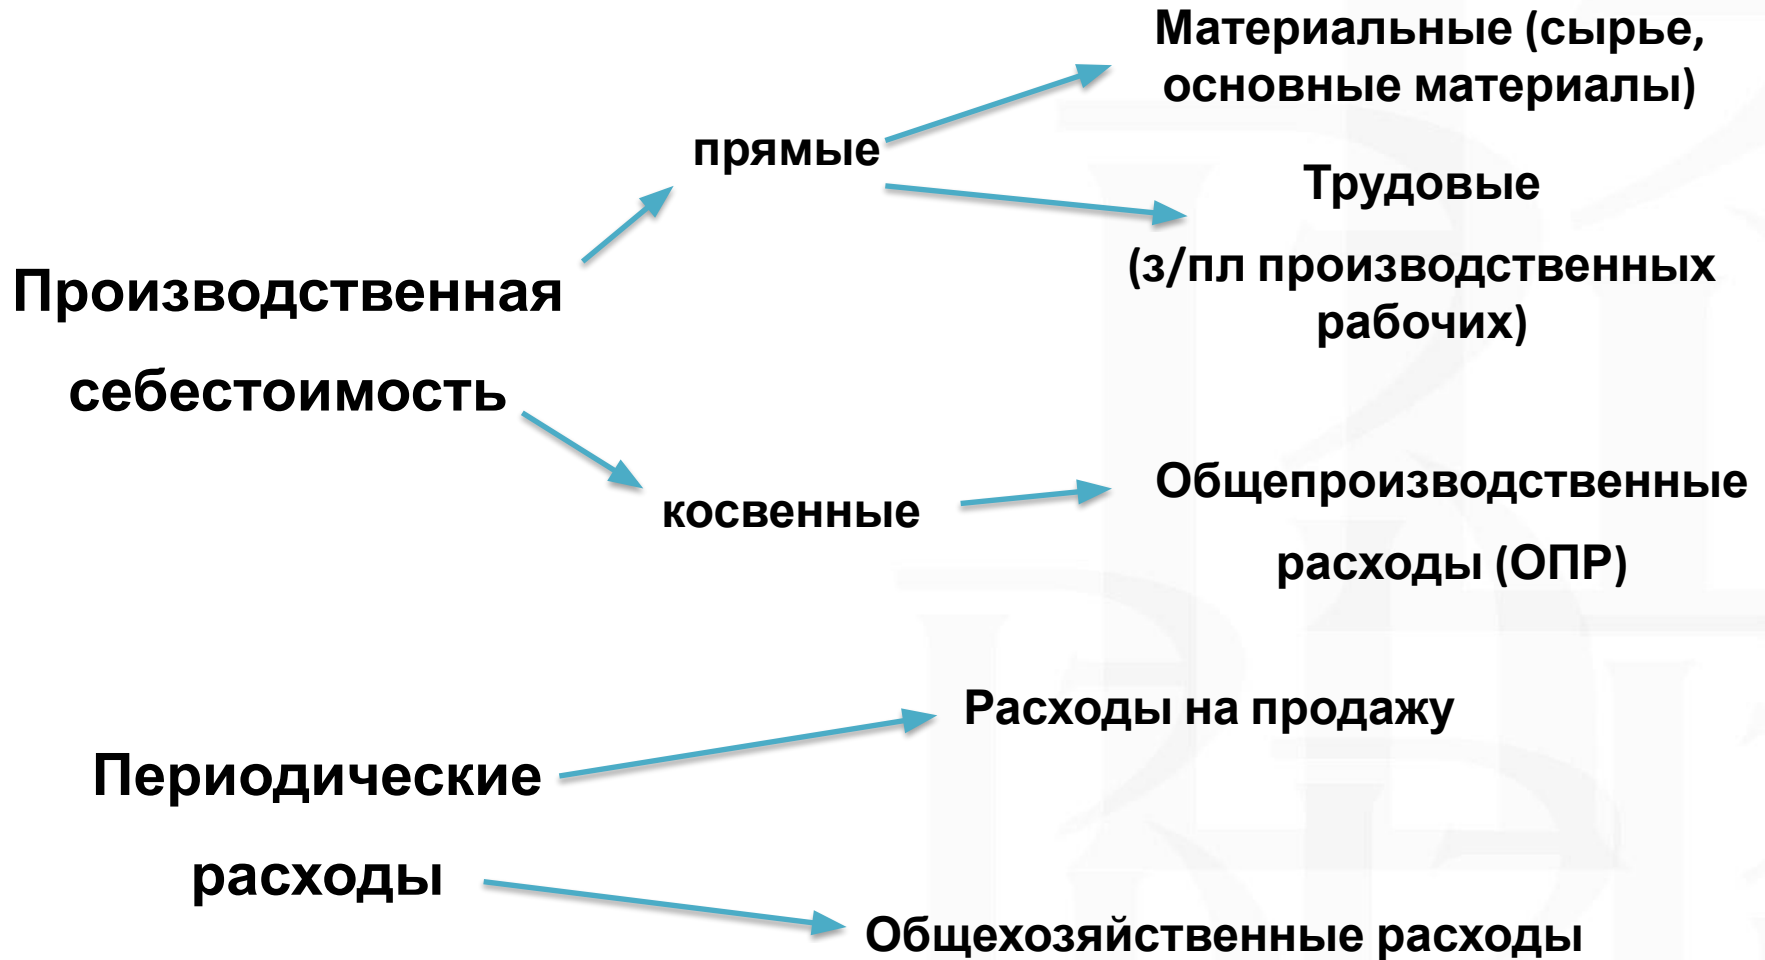 Материальные (сырье,
основные материалы)
прямые
Трудовые
(з/пл производственных
рабочих)
Производственная
себестоимость
косвенные
Общепроизводственные
расходы (ОПР)
Расходы на продажу
Периодические
расходы
Общехозяйственные расходы